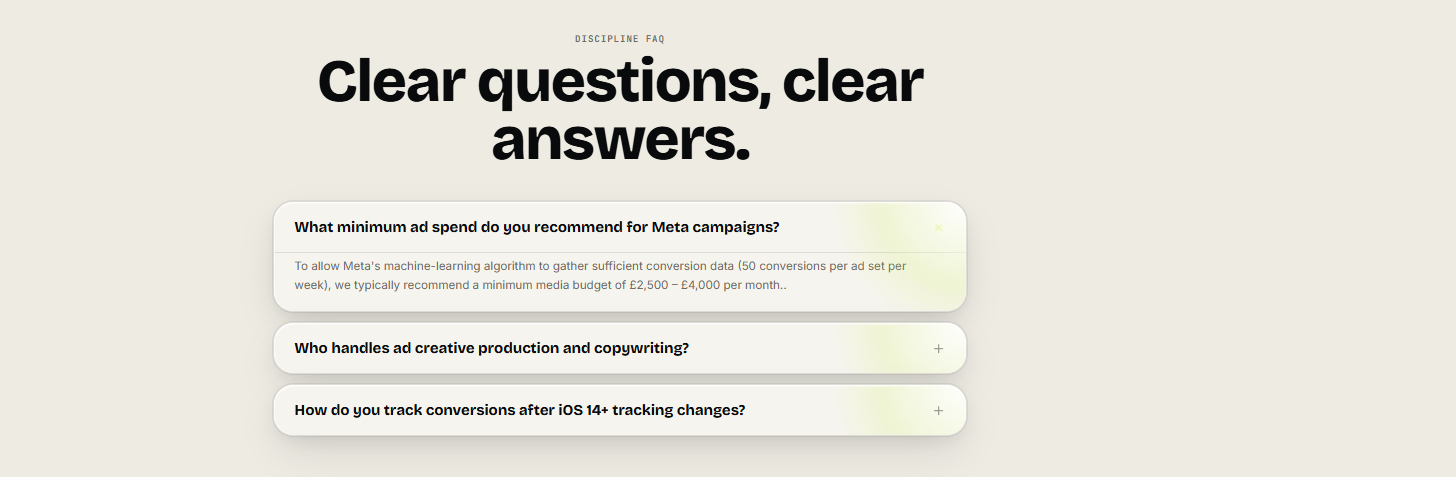 DISCIPLINE FAQ
Clear questions, clear
answers.
What minimum ad spend do you recommend for Meta campaigns?
To allow Meta's machine-learning algorithm to gather sufficient conversion data (50 conversions per ad set per
week), we typically recommend a minimum media budget of £2,500 – £4,000 per month..
Who handles ad creative production and copywriting?
How do you track conversions after iOS 14+ tracking changes?